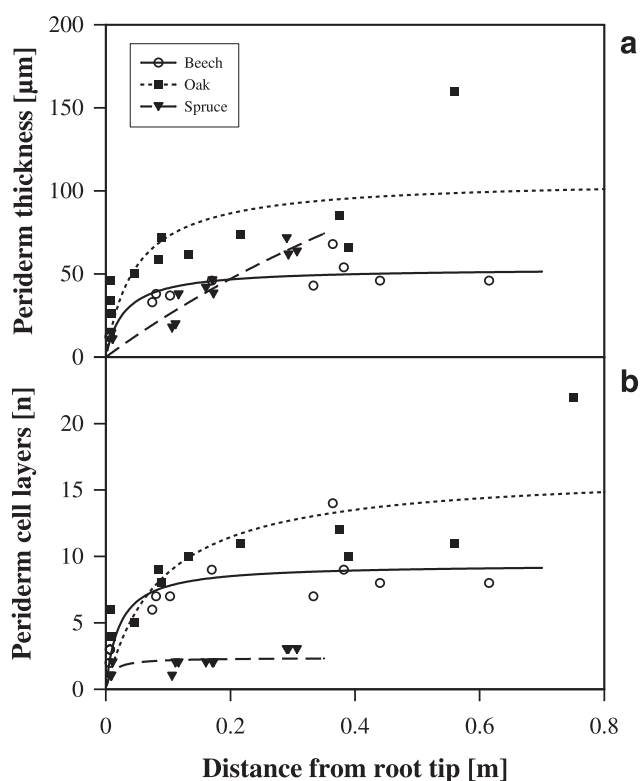 200
a
Beech
Oak
Spruce
150
100
50
0
Periderm thickness [µm]
b
20
15
10
5
0
Periderm cell layers [n]
0 0.2 0.4 0.6 0.8
Distance from root tip [m]